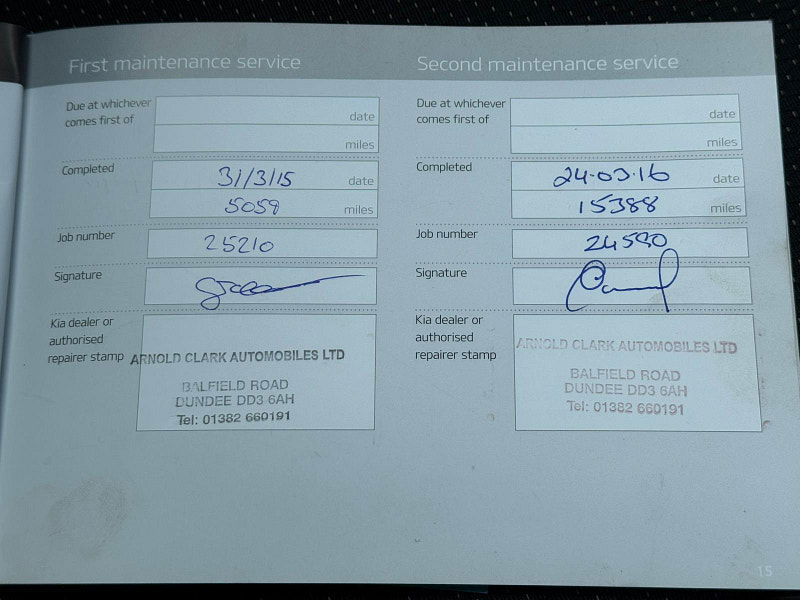 First maintenance service
Due at whichever
comes first of
date
miles
Completed
31/3/15 date
5059 miles
Job number
25210
Signature
Kia dealer or
authorised
repairer stamp
ARNOLD CLARK AUTOMOBILES LTD
BALFIELD ROAD
DUNDEE DD3 6AH
Tel: 01382 660191
Second maintenance service
Due at whichever
comes first of
date
miles
Completed
24·03·16 date
15388 miles
Job number
24590
Signature
Kia dealer or
authorised
repairer stamp
ARNOLD CLARK AUTOMOBILES LTD
BALFIELD ROAD
DUNDEE DD3 6AH
Tel: 01382 660191
15